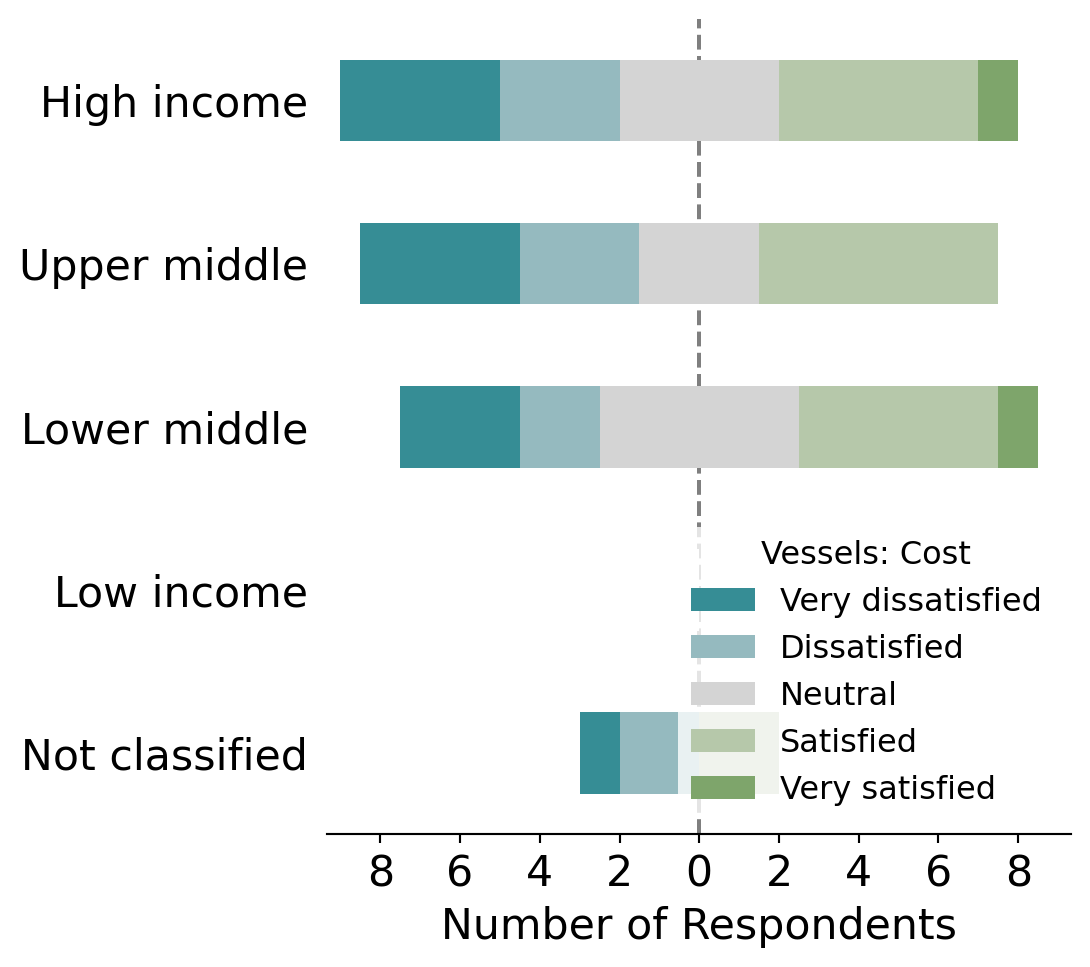 High income
Upper middle
Lower middle
Low income
Not classified
Vessels: Cost
Very dissatisfied
Dissatisfied
Neutral
Satisfied
Very satisfied
8 6 4 2 0 2 4 6 8
Number of Respondents